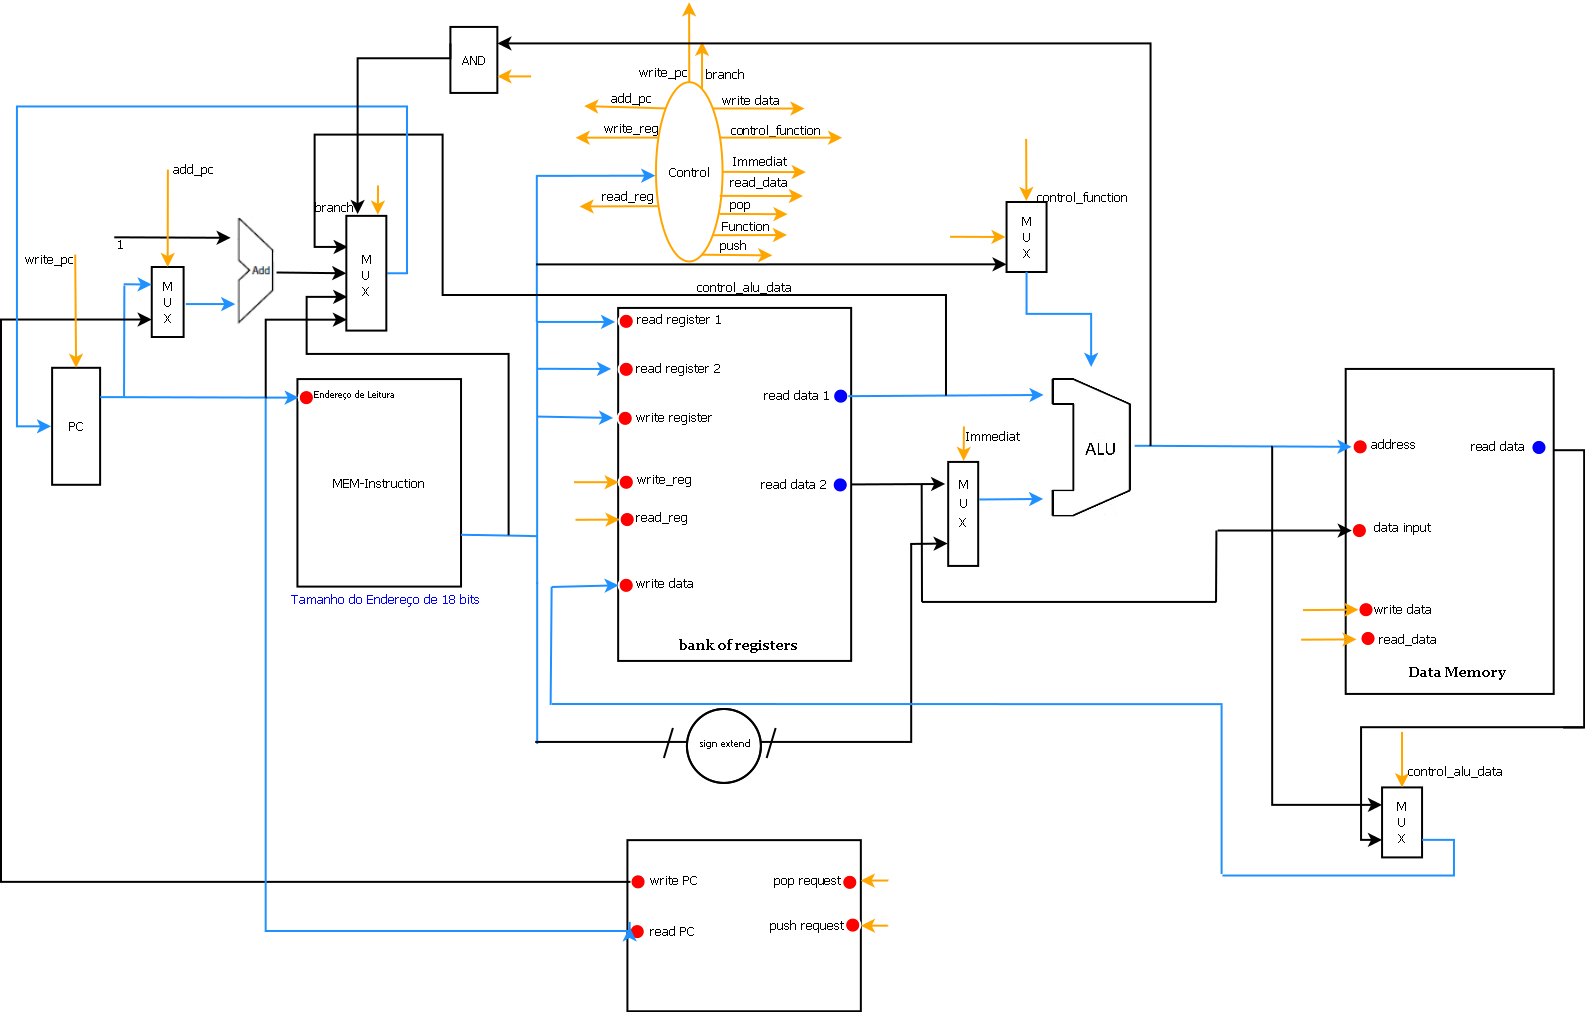 AND
write_pc
branch
add_pc
write data
write_reg
control_function
Control
Immediat
read_data
read_reg
pop
Function
push
add_pc
control_function
M
U
X
branch
1
write_pc
Add
M
U
X
M
U
X
control_alu_data
read register 1
read register 2
write register
write_reg
read_reg
write data
read data 1
read data 2
bank of registers
Endereço de Leitura
MEM-Instruction
Tamanho do Endereço de 18 bits
PC
Immediat
M
U
X
ALU
address
read data
data input
write data
read_data
Data Memory
sign extend
control_alu_data
M
U
X
write PC
pop request
read PC
push request